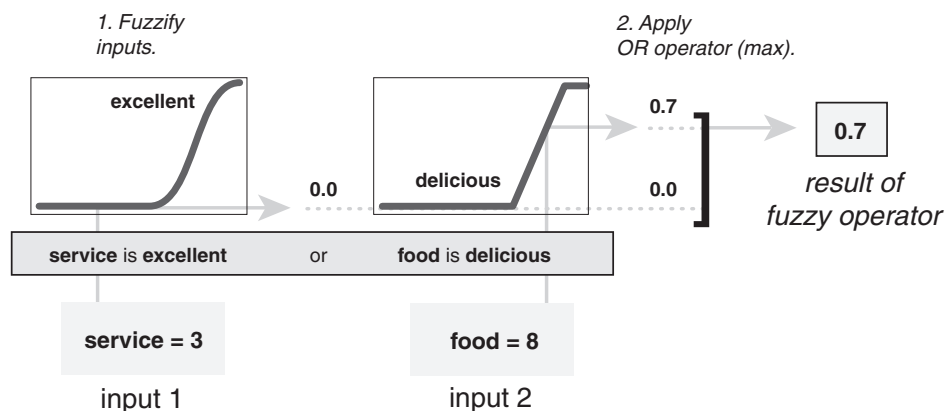 1. Fuzzify
inputs.
2. Apply
OR operator (max).
excellent
0.0
delicious
0.7
0.0
0.7
result of
fuzzy operator
service is excellent or food is delicious
service = 3
food = 8
input 1
input 2